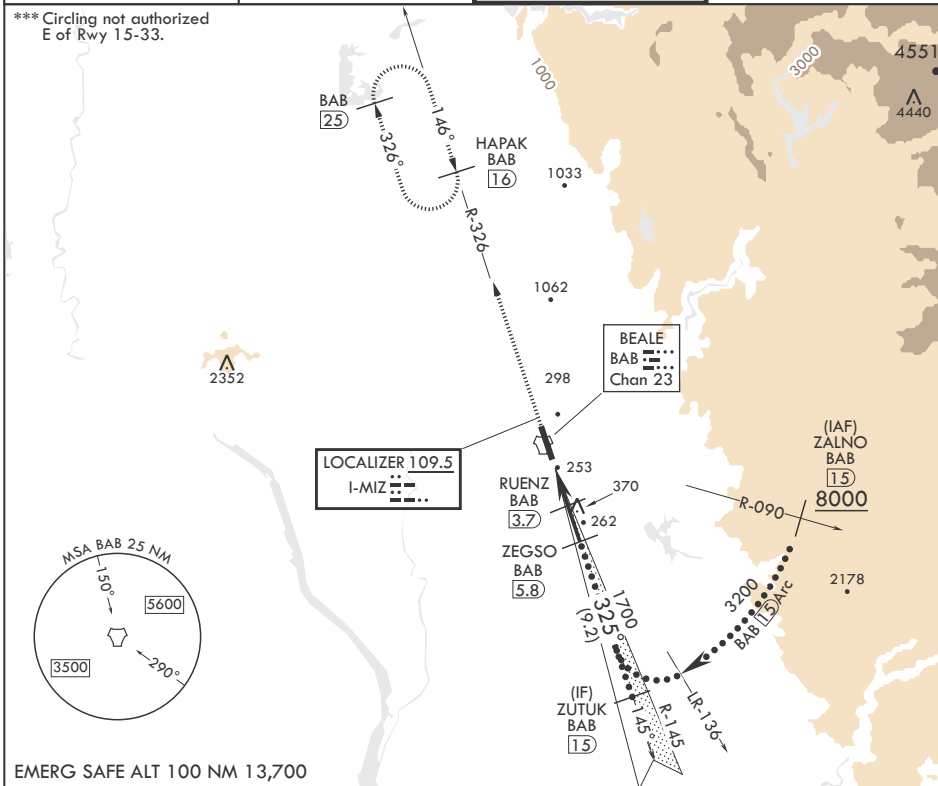 *** Circling not authorized
E of Rwy 15-33.
1000
3000
4551
4440
BAB
25
146°
326°
HAPAK
BAB
16
1033
R-326
1062
2352
BEALE
BAB
Chan 23
298
LOCALIZER 109.5
I-MIZ
253
RUENZ
BAB
3.7
370
262
ZEGSO
BAB
5.8
(IAF)
ZALNO
BAB
15
8000
R-090
2178
3200
BAB 15 Arc
1700
325°
(9.2)
(IF)
ZUTUK
BAB
15
145°
R-145
LR-136
MSA BAB 25 NM
150°
5600
3500
290°
EMERG SAFE ALT 100 NM 13,700